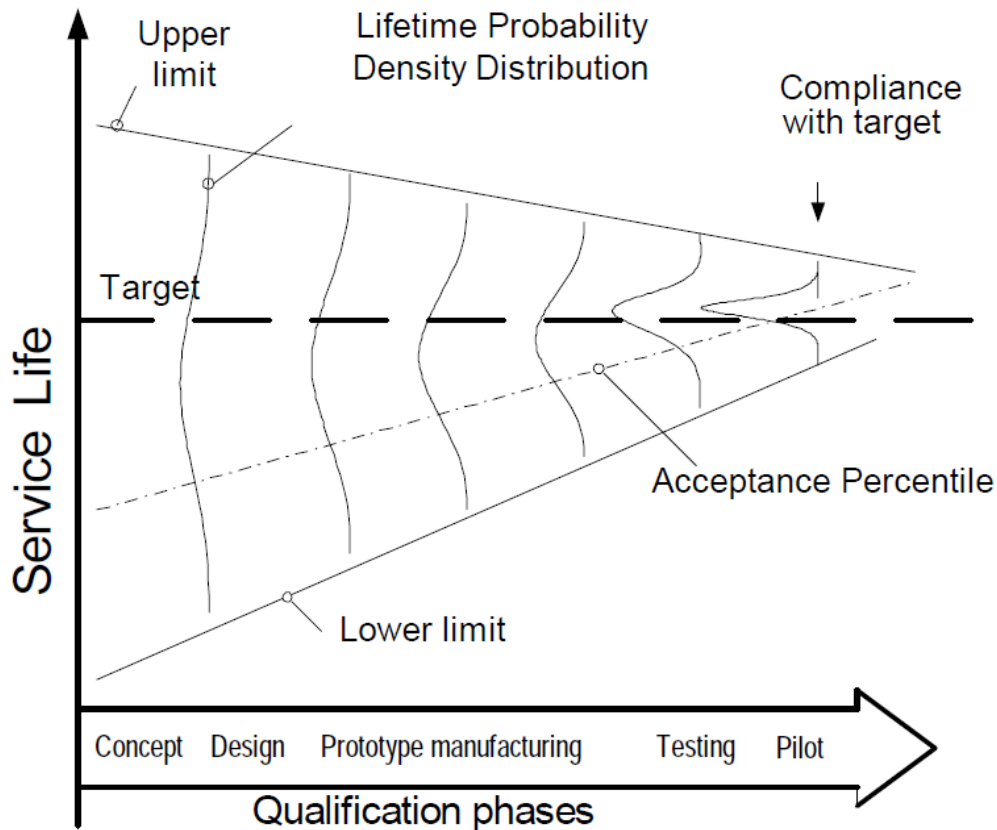 Upper
limit
Lifetime Probability
Density Distribution
Compliance
with target
Target
Service Life
Acceptance Percentile
Lower limit
Concept Design Prototype manufacturing Testing Pilot
Qualification phases